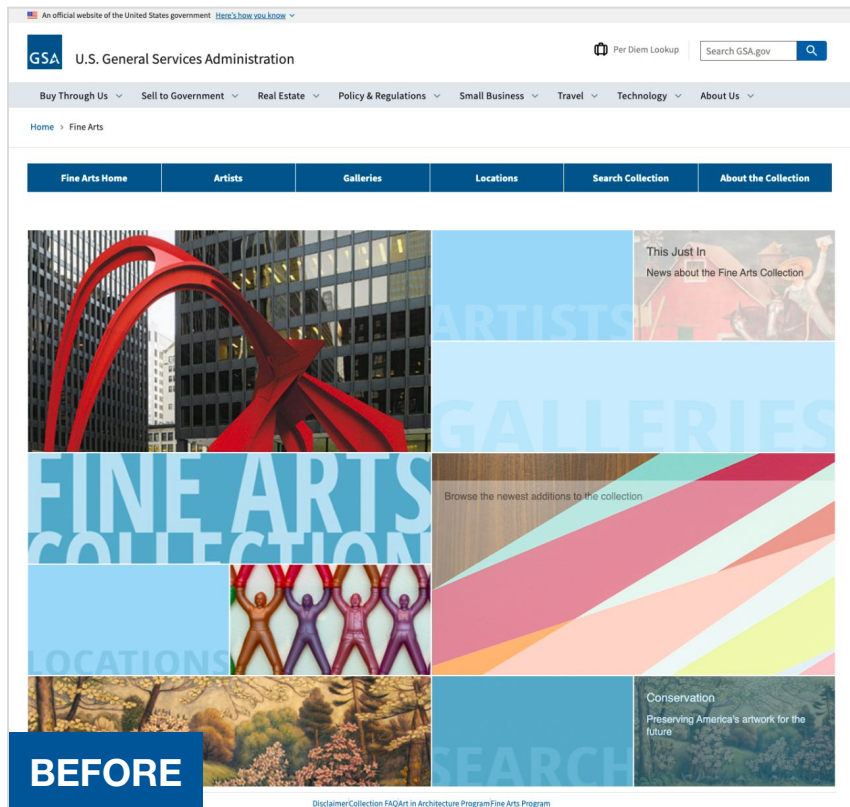 An official website of the United States government Here's how you know
GSA
U.S. General Services Administration
Per Diem Lookup
Search GSA.gov
Buy Through Us Sell to Government Real Estate Policy & Regulations Small Business Travel Technology About Us
Home > Fine Arts
Fine Arts Home Artists Galleries Locations Search Collection About the Collection
ARTISTS
This Just In
News about the Fine Arts Collection
GALLERIES
FINE ARTS
COLLECTION
Browse the newest additions to the collection
LOCATIONS
SEARCH
Conservation
Preserving America's artwork for the
future
BEFORE
DisclaimerCollection FAQArt in Architecture ProgramFine Arts Program